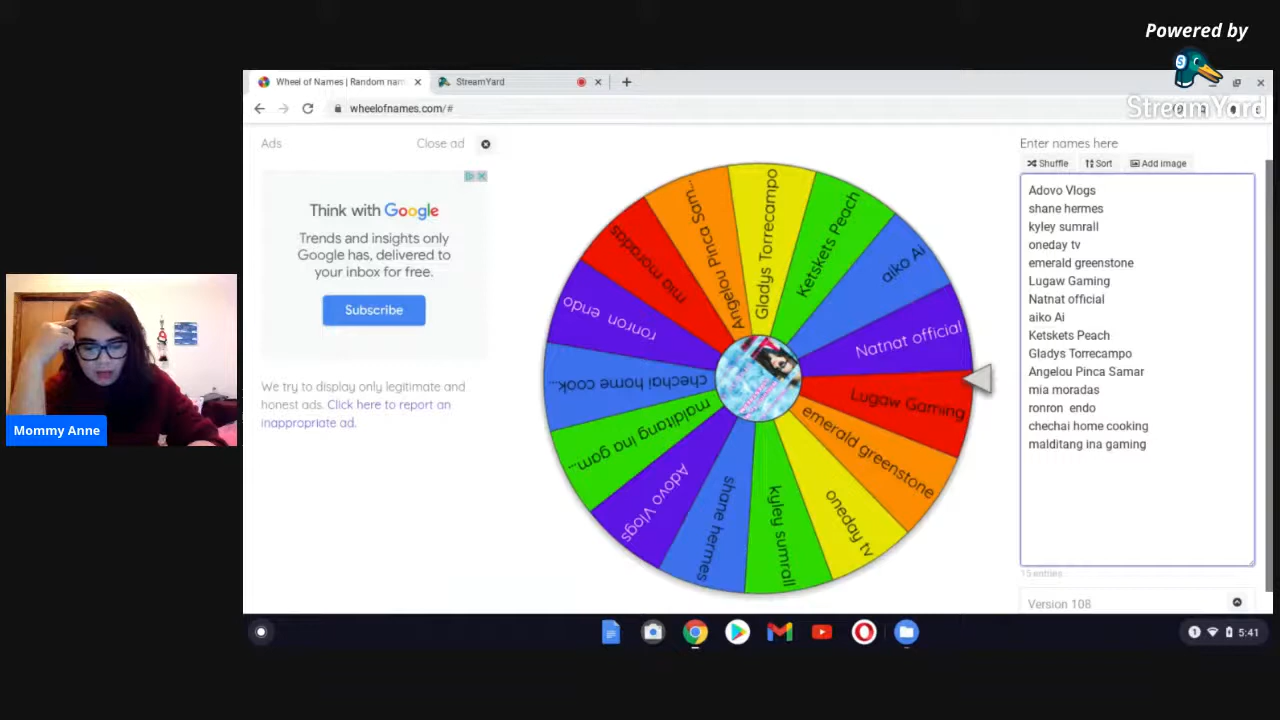 Powered by
StreamYard
Wheel of Names | Random nam
StreamYard
wheelofnames.com/#
Ads
Close ad
Think with Google
Trends and insights only
Google has, delivered to
your inbox for free.
Subscribe
We try to display only legitimate and
honest ads. Click here to report an
inappropriate ad.
Gladys Torrecampo
Ketskets Peach
aiko Ai
Natnat official
Lugaw Gaming
emerald greenstone
oneday tv
kyley sumrall
shane hermes
Adovo Vlogs
malditang ina gam...
chechai home cook...
ronron endo
mia moradas
Angelou Pinca Sam...
Enter names here
Shuffle
Sort
Add image
Adovo Vlogs
shane hermes
kyley sumrall
oneday tv
emerald greenstone
Lugaw Gaming
Natnat official
aiko Ai
Ketskets Peach
Gladys Torrecampo
Angelou Pinca Samar
mia moradas
ronron  endo
chechai home cooking
malditang ina gaming
15 entries
Version 108
Mommy Anne
1
5:41